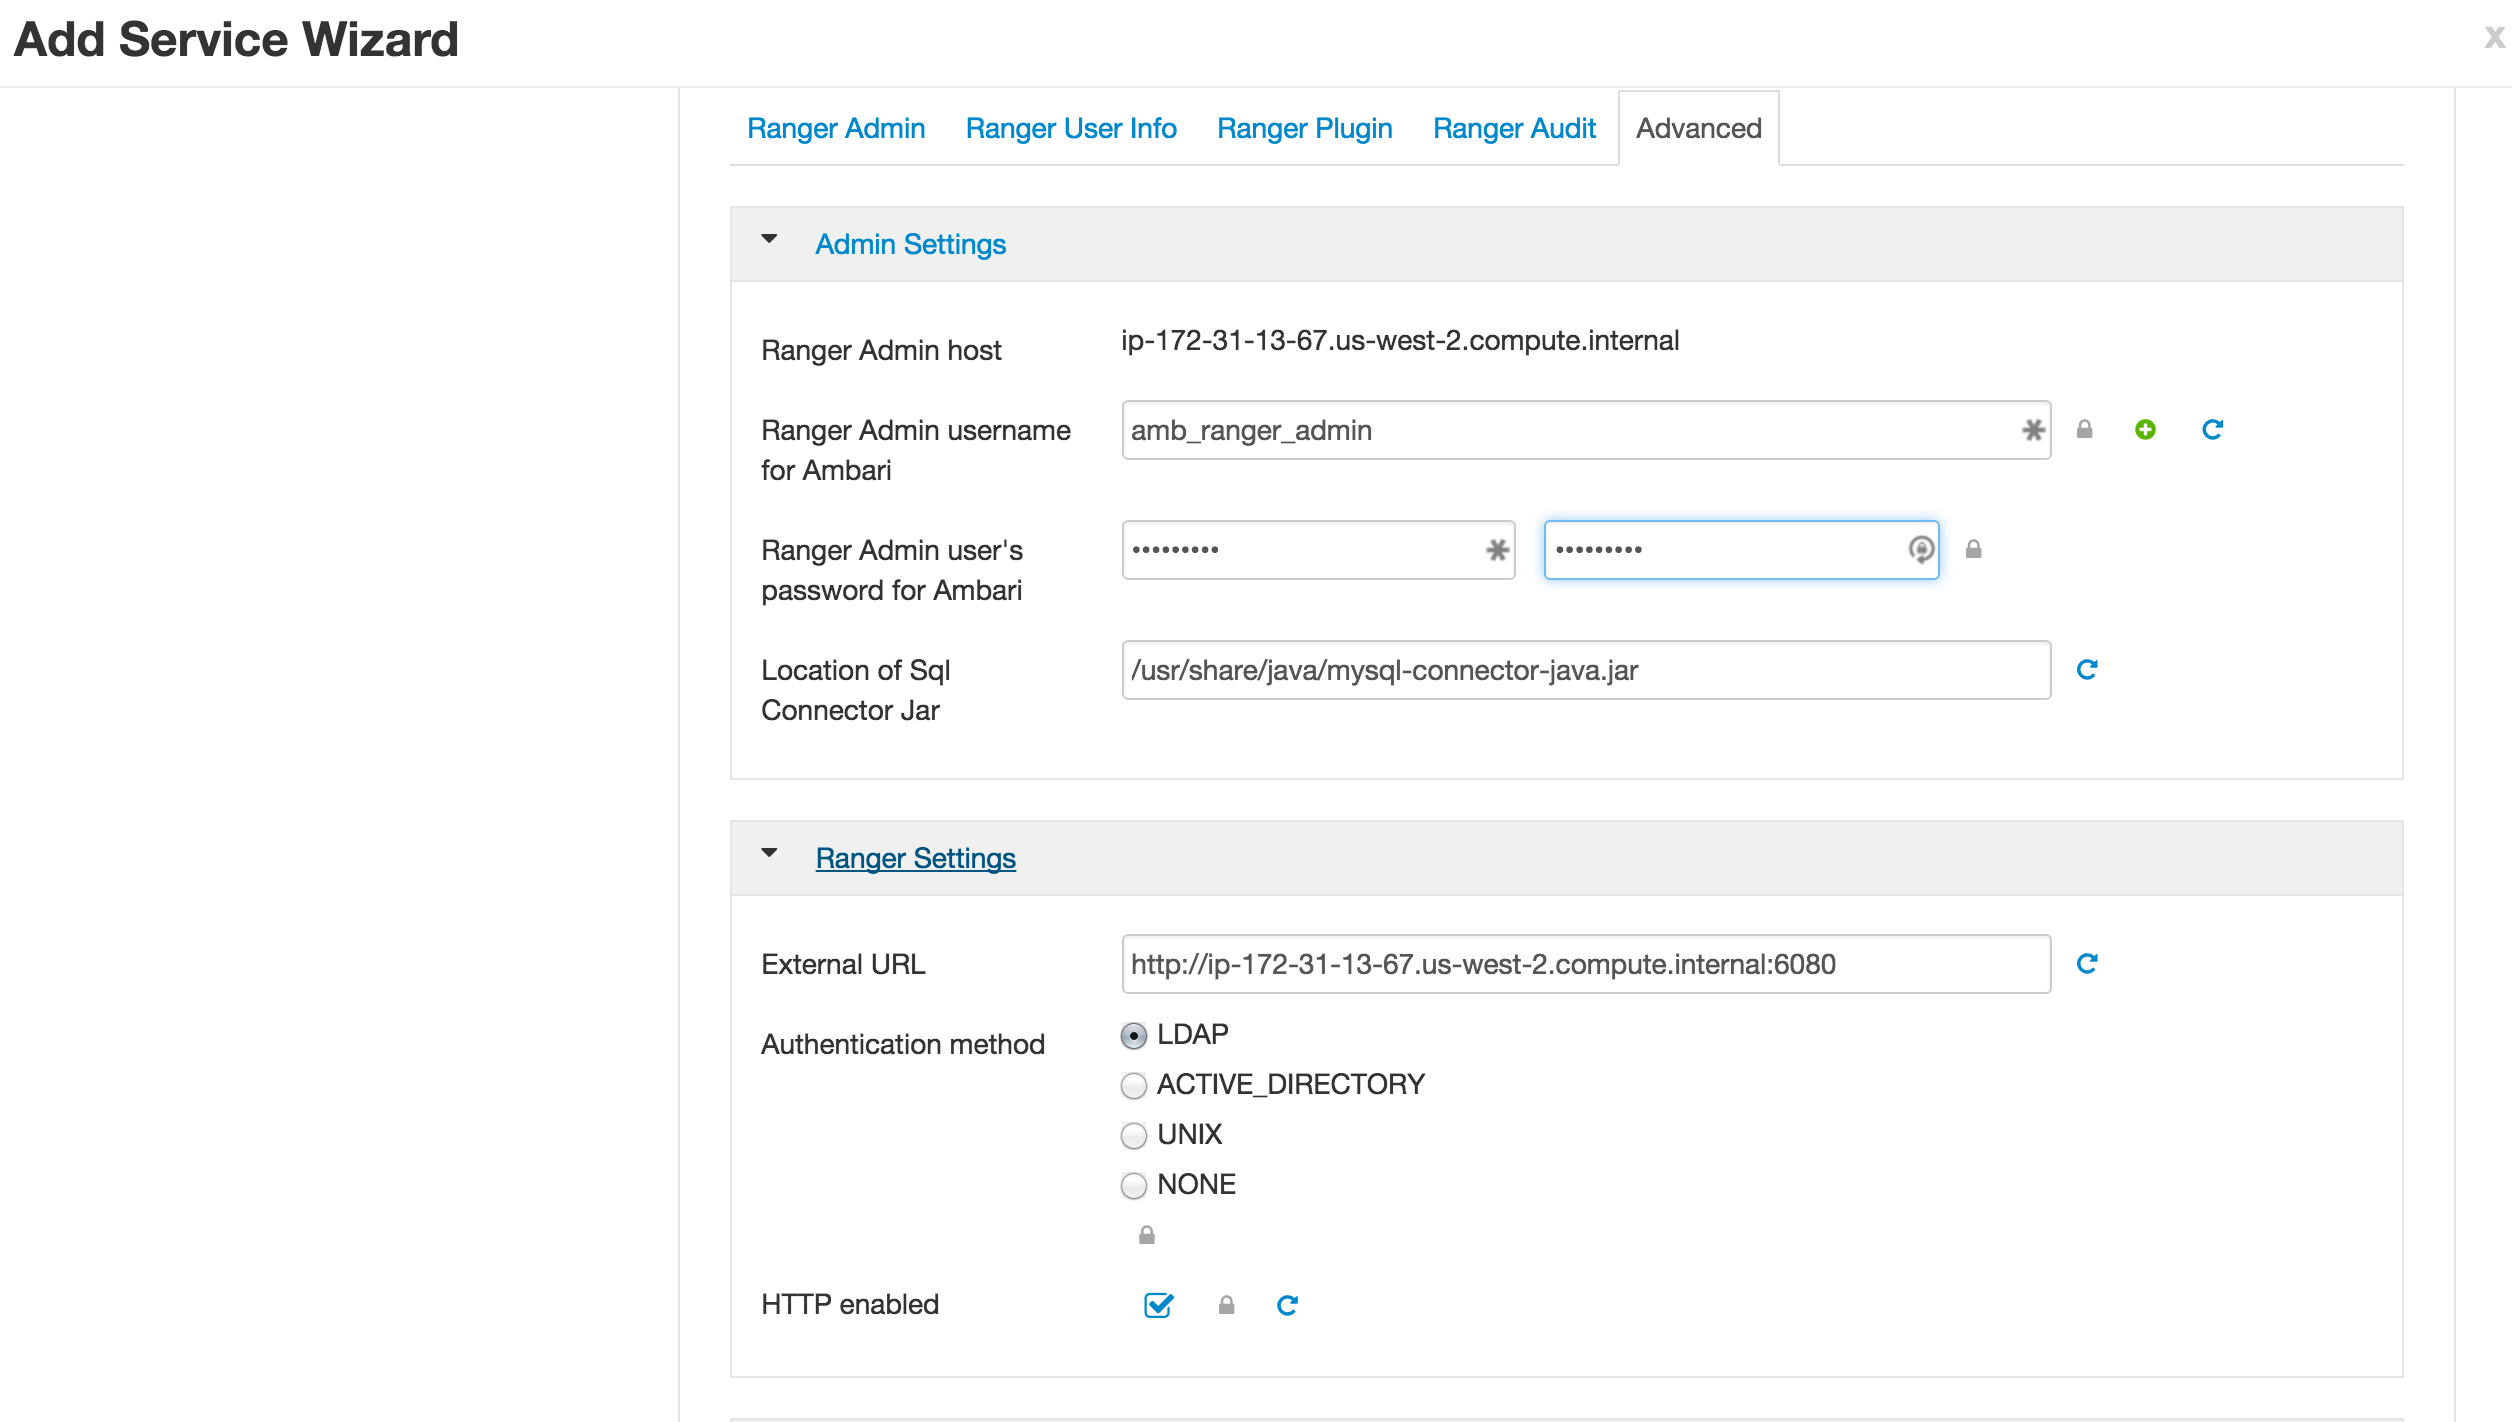 Add Service Wizard
x
Ranger Admin Ranger User Info Ranger Plugin Ranger Audit Advanced
Admin Settings
Ranger Admin host ip-172-31-13-67.us-west-2.compute.internal
Ranger Admin username for Ambari
amb_ranger_admin
Ranger Admin user's password for Ambari
••••••••• •••••••••
Location of Sql Connector Jar
/usr/share/java/mysql-connector-java.jar
Ranger Settings
External URL http://ip-172-31-13-67.us-west-2.compute.internal:6080
Authentication method
LDAP
ACTIVE_DIRECTORY
UNIX
NONE
HTTP enabled